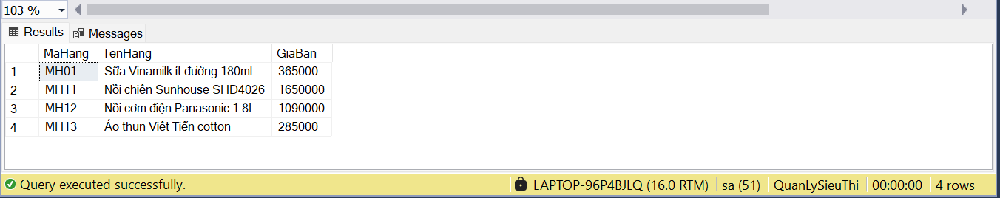 103 %
Results Messages
MaHang TenHang GiaBan
1 MH01 Sữa Vinamilk ít đường 180ml 365000
2 MH11 Nồi chiên Sunhouse SHD4026 1650000
3 MH12 Nồi cơm điện Panasonic 1.8L 1090000
4 MH13 Áo thun Việt Tiến cotton 285000
Query executed successfully. LAPTOP-96P4BJLQ (16.0 RTM) sa (51) QuanLySieuThi 00:00:00 4 rows